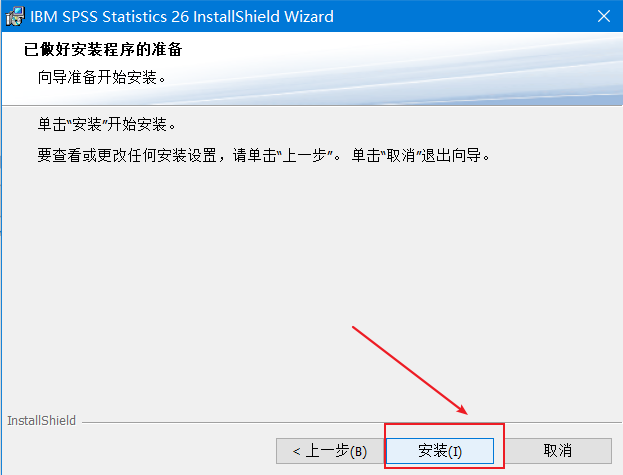 IBM SPSS Statistics 26 InstallShield Wizard
已做好安装程序的准备
向导准备开始安装。
单击“安装”开始安装。
要查看或更改任何安装设置，请单击“上一步”。 单击“取消”退出向导。
InstallShield
< 上一步(B) 安装(I) 取消